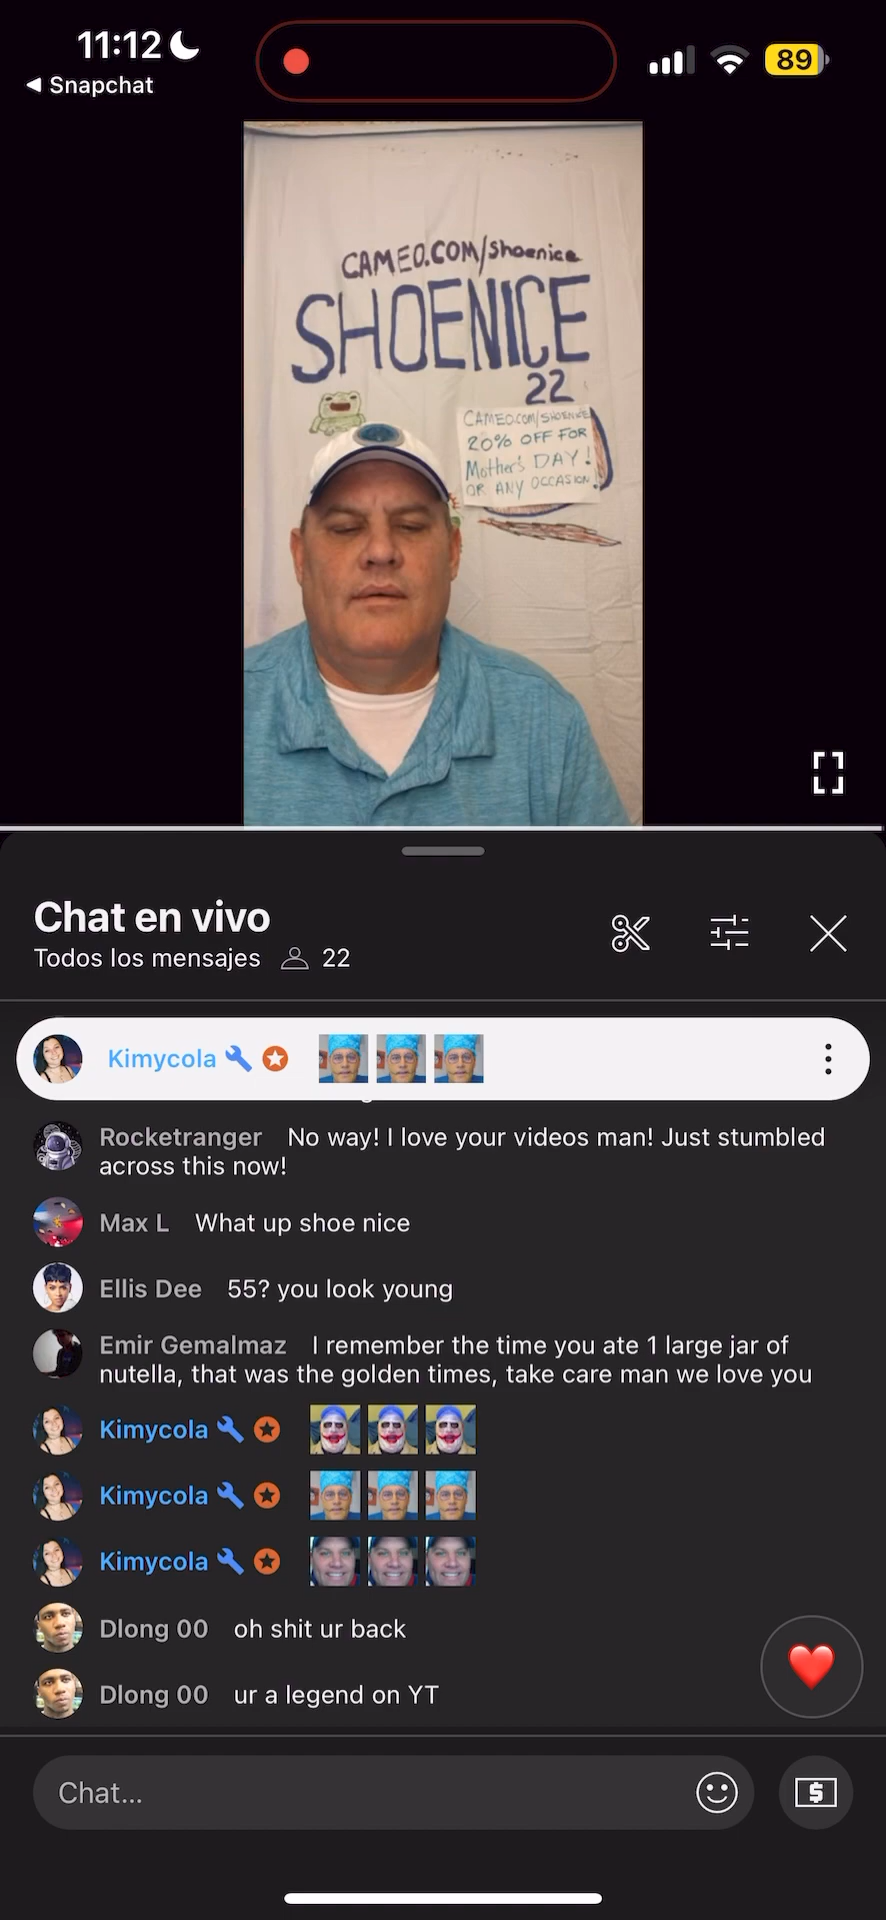 11:12
89
◀ Snapchat
CAMEO.COM/shoenice
SHOENICE
22
CAMEO.COM/SHOENICE
20% OFF FOR
Mother's DAY!
OR ANY OCCASION!
Chat en vivo
Todos los mensajes 22
Kimycola
Rocketranger No way! I love your videos man! Just stumbled
across this now!
Max L What up shoe nice
Ellis Dee 55? you look young
Emir Gemalmaz I remember the time you ate 1 large jar of
nutella, that was the golden times, take care man we love you
Kimycola
Kimycola
Kimycola
Dlong 00 oh shit ur back
Dlong 00 ur a legend on YT
Chat...
$